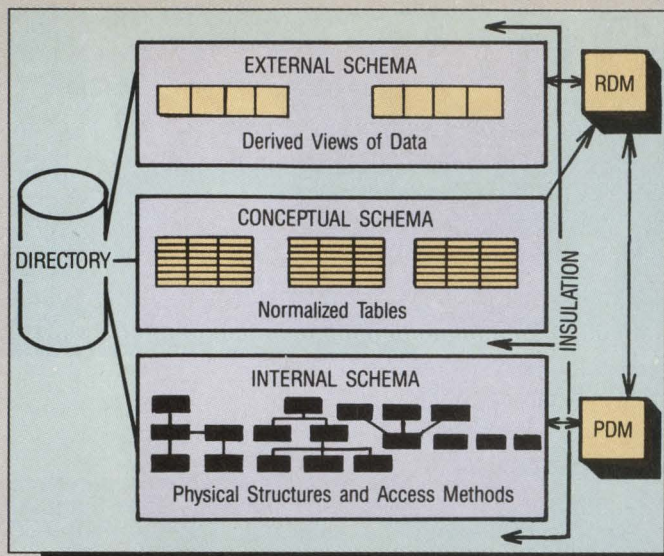 EXTERNAL SCHEMA
Derived Views of Data
RDM
DIRECTORY
CONCEPTUAL SCHEMA
Normalized Tables
INSULATION
INTERNAL SCHEMA
Physical Structures and Access Methods
PDM